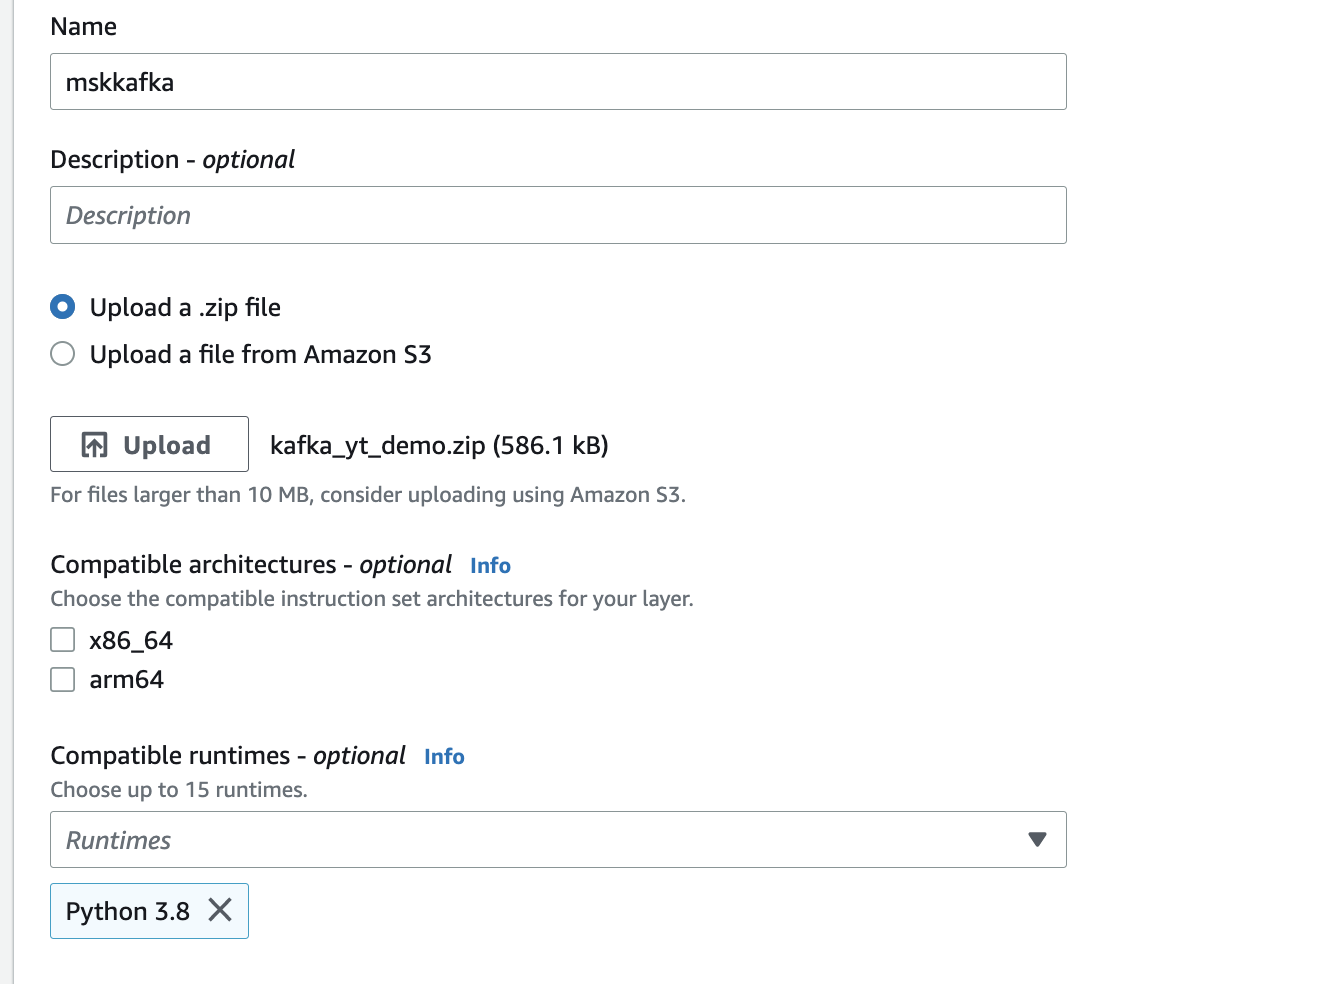 Name
mskkafka
Description - optional
Description
Upload a .zip file
Upload a file from Amazon S3
Upload kafka_yt_demo.zip (586.1 kB)
For files larger than 10 MB, consider uploading using Amazon S3.
Compatible architectures - optional Info
Choose the compatible instruction set architectures for your layer.
x86_64
arm64
Compatible runtimes - optional Info
Choose up to 15 runtimes.
Runtimes
Python 3.8